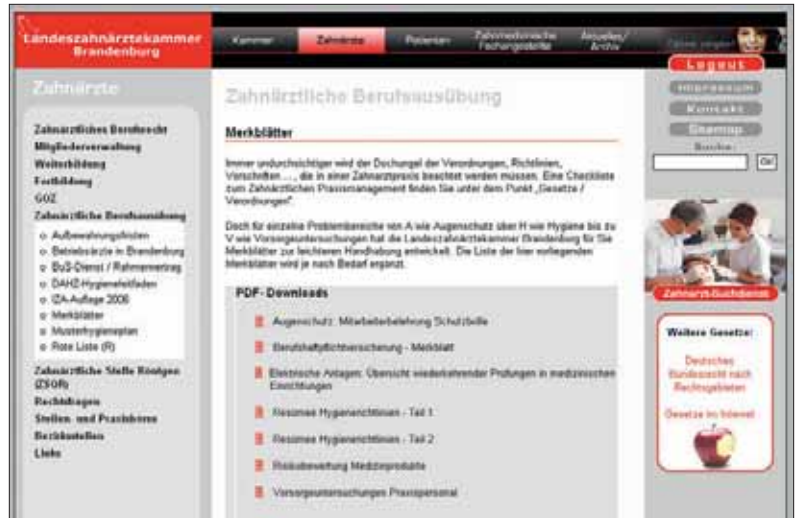 Landeszahnärztekammer
Brandenburg
Kammer
Zahnärzte
Patienten
Zahnmedizinische
Fachangestellte
Aktuelles/
Archiv
Logout
Impressum
Kontakt
Sitemap
Suche:
Go!
Zahnarzt-Suchdienst
Weitere Gesetze:
Deutsches
Bundesrecht nach
Rechtsgebieten
Gesetze im Internet
Zahnärzte
Zahnärztliches Berufsrecht
Mitgliederverwaltung
Weiterbildung
Fortbildung
GOZ
Zahnärztliche Berufsausübung
Aufbewahrungsfristen
Betriebsärzte in Brandenburg
BuS-Dienst / Rahmenvertrag
DAHZ-Hygieneleitfaden
IZA-Auflage 2006
Merkblätter
Musterhygieneplan
Rote Liste (R)
Zahnärztliche Stelle Röntgen
(ZSOR)
Rechtsfragen
Stellen- und Praxisbörse
Bezirksstellen
Links
Zahnärztliche Berufsausübung
Merkblätter
Immer undurchsichtiger wird der Dschungel der Verordnungen, Richtlinien,
Vorschriften ..., die in einer Zahnarztpraxis beachtet werden müssen. Eine Checkliste
zum Zahnärztlichen Praxismanagement finden Sie unter dem Punkt „Gesetze /
Verordnungen“.
Doch für einzelne Problembereiche von A wie Augenschutz über H wie Hygiene bis zu
V wie Vorsorgeuntersuchungen hat die Landeszahnärztekammer Brandenburg für Sie
Merkblätter zur leichteren Handhabung entwickelt. Die Liste der hier vorliegenden
Merkblätter wird je nach Bedarf ergänzt.
PDF-Downloads
Augenschutz: Mitarbeiterbelehrung Schutzbrille
Berufshaftpflichtversicherung - Merkblatt
Elektrische Anlagen: Übersicht wiederkehrender Prüfungen in medizinischen
Einrichtungen
Resümee Hygienerichtlinien - Teil 1
Resümee Hygienerichtlinien - Teil 2
Risikobewertung Medizinprodukte
Vorsorgeuntersuchungen Praxispersonal